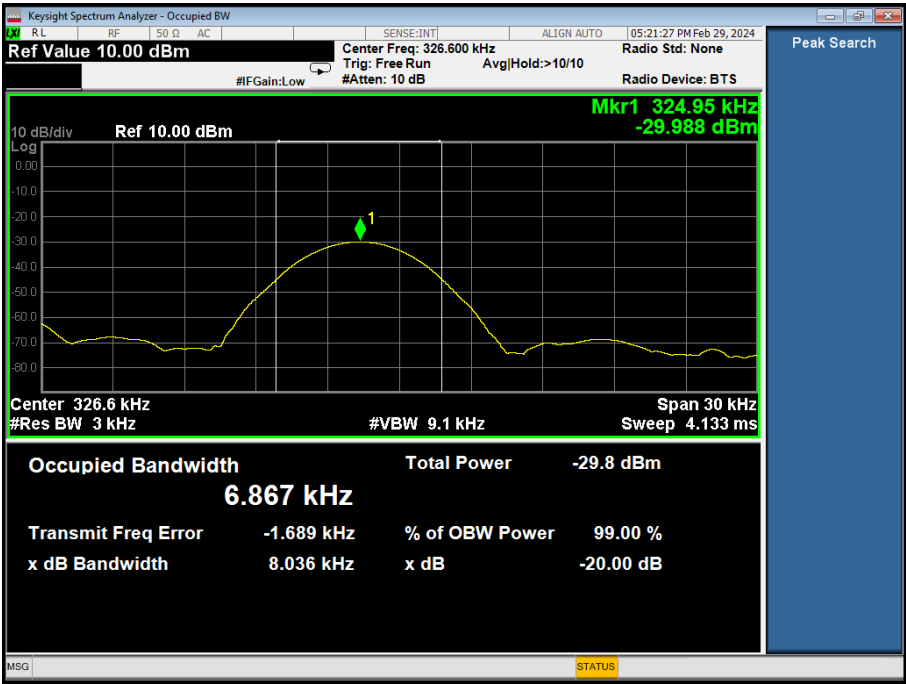 Keysight Spectrum Analyzer - Occupied BW
LXI RL RF 50 Ω AC SENSE:INT ALIGN AUTO 05:21:27 PM Feb 29, 2024
Ref Value 10.00 dBm
Center Freq: 326.600 kHz
Radio Std: None
Trig: Free Run Avg|Hold:>10/10
#IFGain:Low #Atten: 10 dB Radio Device: BTS
Peak Search
Mkr1 324.95 kHz
-29.988 dBm
10 dB/div Ref 10.00 dBm
Log
0.00
-10.0
-20.0
1
-30.0
-40.0
-50.0
-60.0
-70.0
-80.0
Center 326.6 kHz Span 30 kHz
#Res BW 3 kHz #VBW 9.1 kHz Sweep 4.133 ms
Occupied Bandwidth Total Power -29.8 dBm
6.867 kHz
Transmit Freq Error -1.689 kHz % of OBW Power 99.00 %
x dB Bandwidth 8.036 kHz x dB -20.00 dB
MSG STATUS